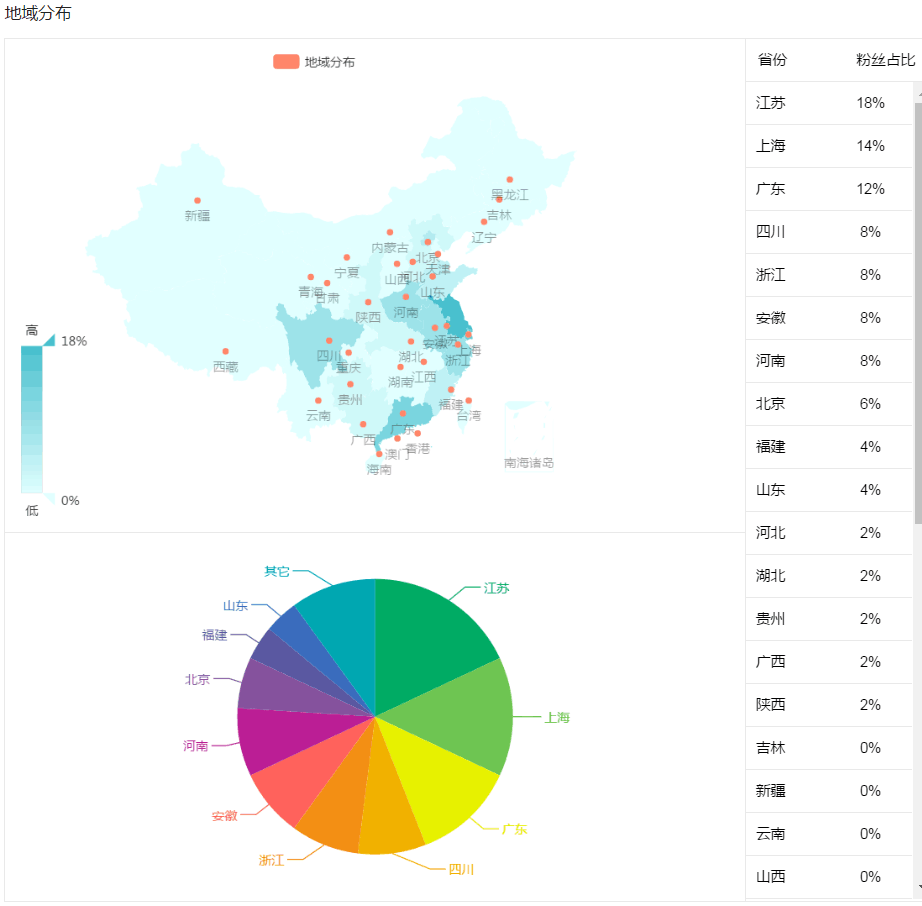 地域分布
地域分布
新疆
黑龙江
吉林
辽宁
内蒙古
北京
天津
宁夏
山西
河北
青海
甘肃
山东
陕西
河南
安徽
江苏
上海
四川
重庆
湖北
浙江
西藏
湖南
江西
贵州
福建
云南
台湾
广西
广东
澳门
香港
海南
南海诸岛
高
18%
0%
低
其它
江苏
山东
福建
北京
上海
河南
安徽
广东
浙江
四川
省份 粉丝占比
江苏 18%
上海 14%
广东 12%
四川 8%
浙江 8%
安徽 8%
河南 8%
北京 6%
福建 4%
山东 4%
河北 2%
湖北 2%
贵州 2%
广西 2%
陕西 2%
吉林 0%
新疆 0%
云南 0%
山西 0%